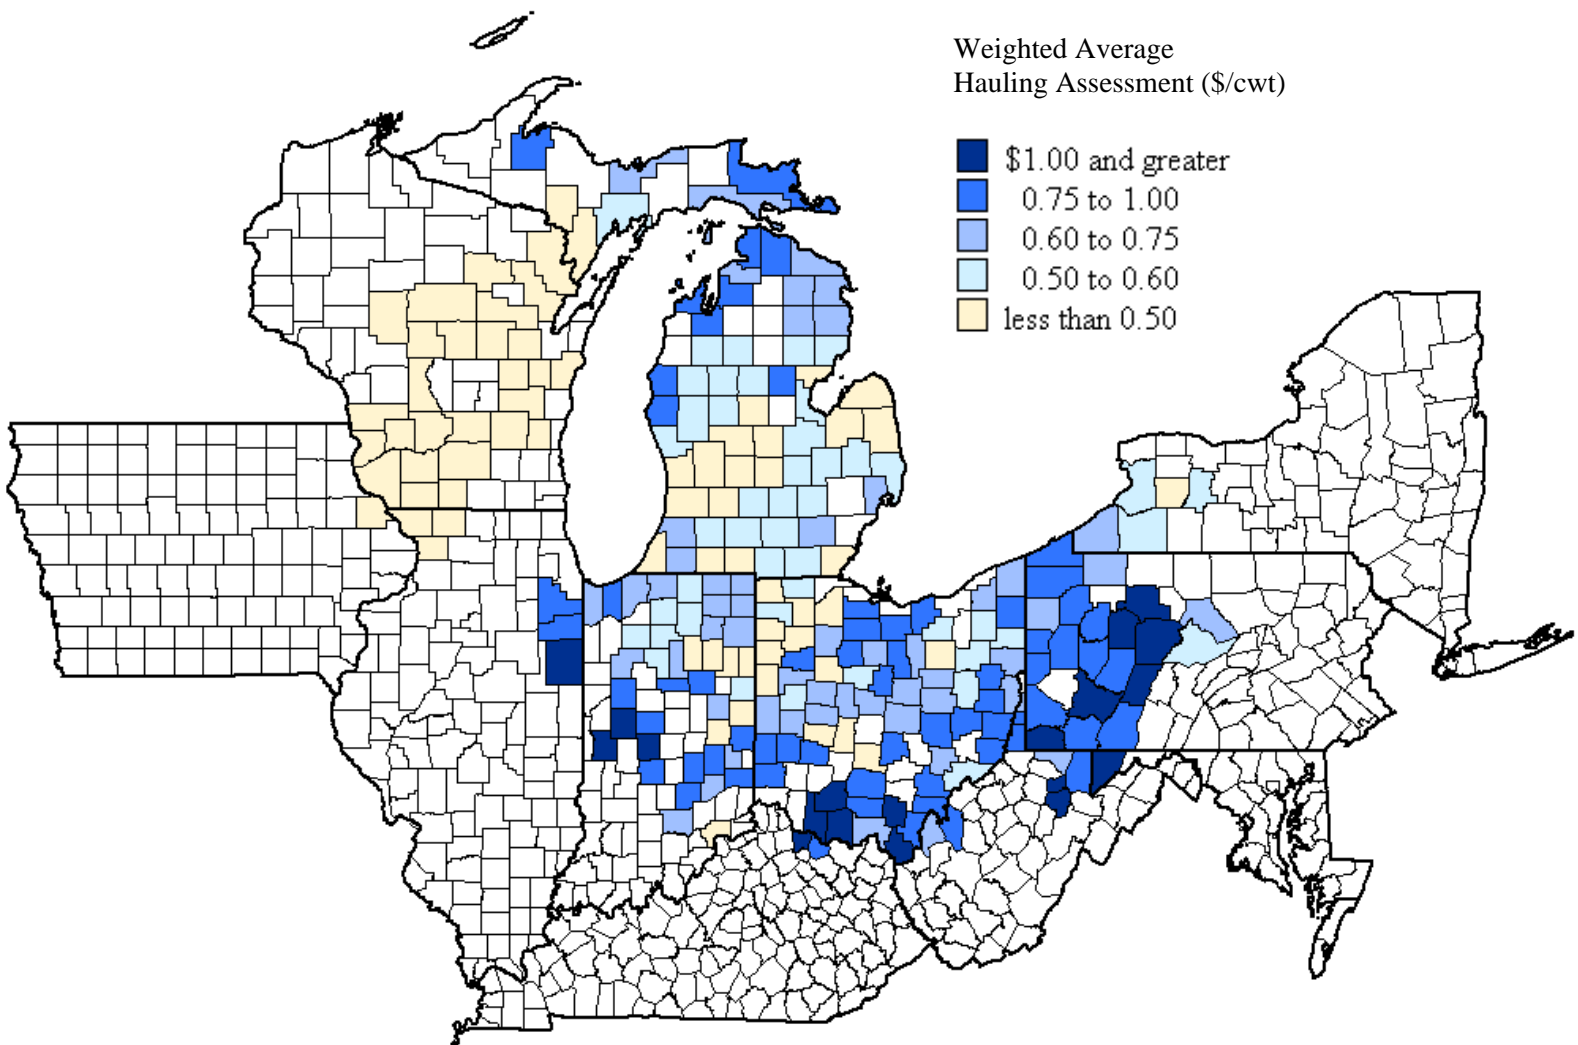 Weighted Average
Hauling Assessment ($/cwt)
$1.00 and greater
0.75 to 1.00
0.60 to 0.75
0.50 to 0.60
less than 0.50